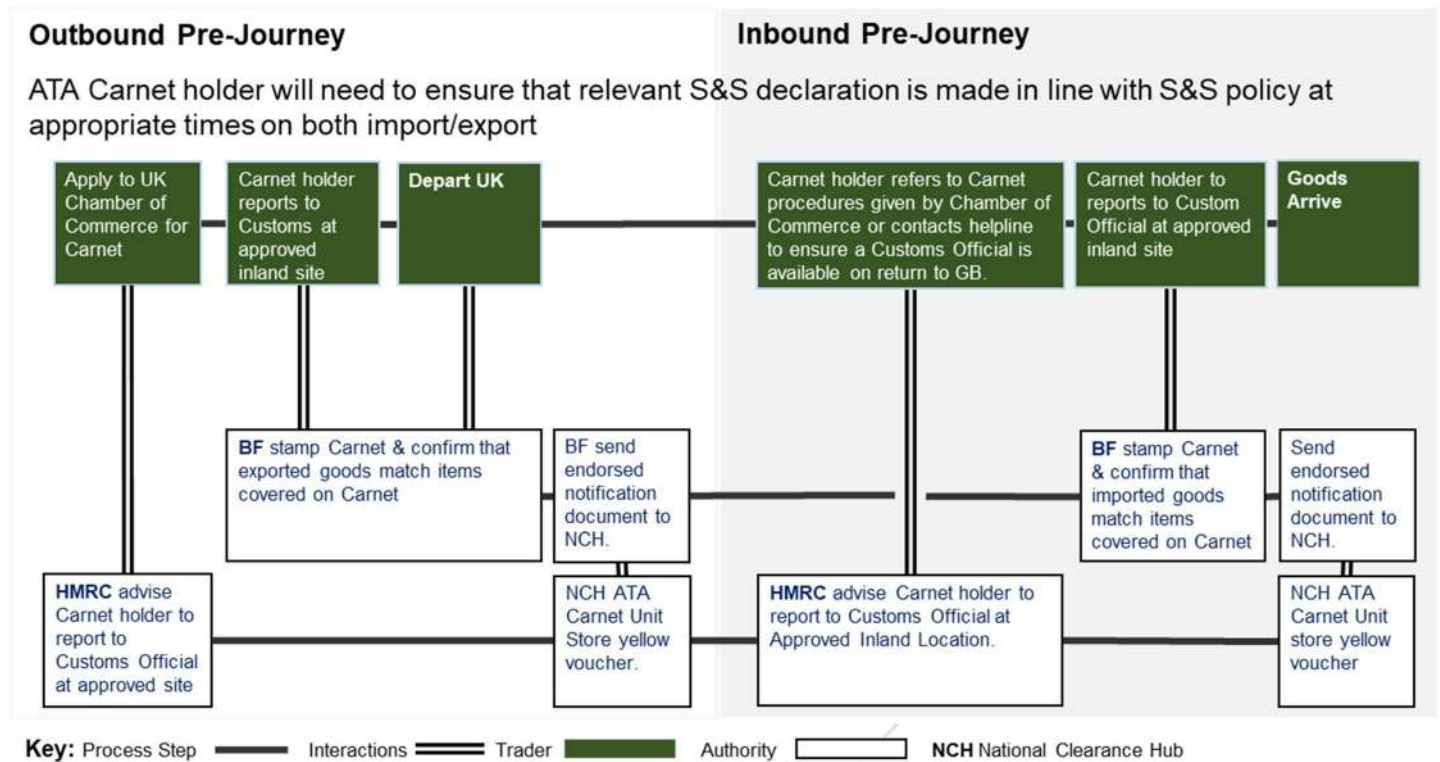 Outbound Pre-Journey
Inbound Pre-Journey
ATA Carnet holder will need to ensure that relevant S&S declaration is made in line with S&S policy at
appropriate times on both import/export
Apply to UK
Chamber of
Commerce for
Carnet
Carnet holder
reports to
Customs at
approved
inland site
Depart UK
Carnet holder refers to Carnet
procedures given by Chamber of
Commerce or contacts helpline
to ensure a Customs Official is
available on return to GB.
Carnet holder to
reports to Custom
Official at approved
inland site
Goods
Arrive
BF stamp Carnet & confirm that
exported goods match items
covered on Carnet
BF send
endorsed
notification
document to
NCH.
BF stamp Carnet
& confirm that
imported goods
match items
covered on Carnet
Send
endorsed
notification
document to
NCH.
HMRC advise
Carnet holder to
report to
Customs Official
at approved site
NCH ATA
Carnet Unit
Store yellow
voucher.
HMRC advise Carnet holder to
report to Customs Official at
Approved Inland Location.
NCH ATA
Carnet Unit
store yellow
voucher
Key: Process Step Interactions Trader Authority NCH National Clearance Hub